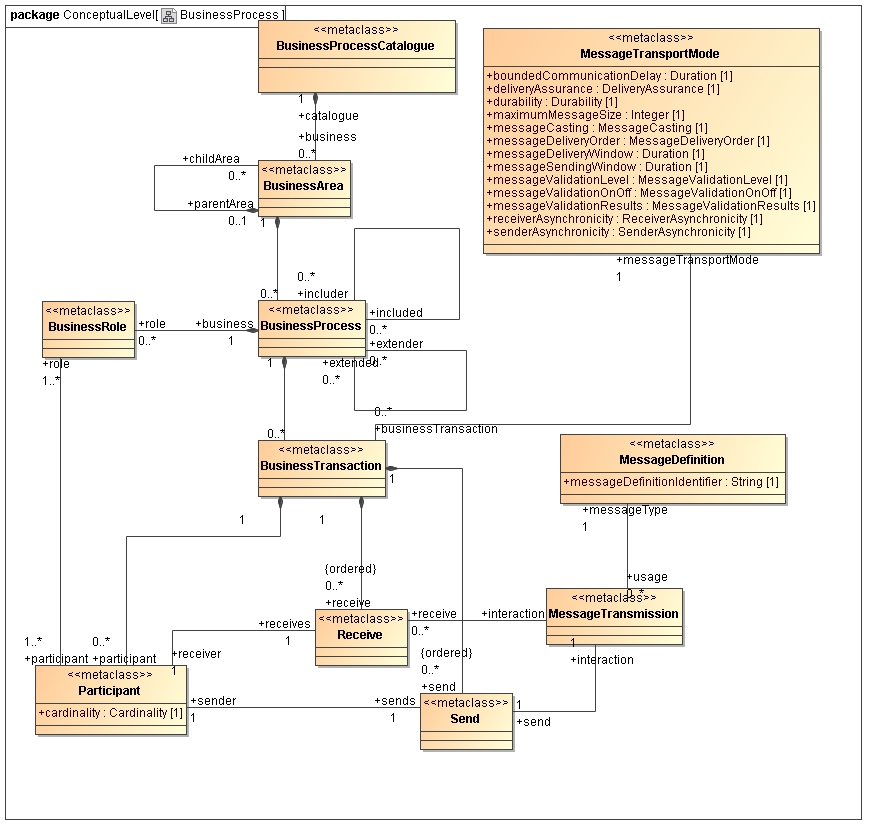 package ConceptualLevel[ BusinessProcess ]
<<metaclass>>
BusinessProcessCatalogue
<<metaclass>>
MessageTransportMode
+boundedCommunicationDelay : Duration [1]
+deliveryAssurance : DeliveryAssurance [1]
+durability : Durability [1]
+maximumMessageSize : Integer [1]
+messageCasting : MessageCasting [1]
+messageDeliveryOrder : MessageDeliveryOrder [1]
+messageDeliveryWindow : Duration [1]
+messageSendingWindow : Duration [1]
+messageValidationLevel : MessageValidationLevel [1]
+messageValidationOnOff : MessageValidationOnOff [1]
+messageValidationResults : MessageValidationResults [1]
+receiverAsynchronicity : ReceiverAsynchronicity [1]
+senderAsynchronicity : SenderAsynchronicity [1]
1
+catalogue
+business
0..*
+childArea
0..*
<<metaclass>>
BusinessArea
+parentArea
0..1
1
+messageTransportMode
1
0..*
0..*
+includer
<<metaclass>>
BusinessRole
+role
0..*
+business
1
<<metaclass>>
BusinessProcess
+included
0..*
+extender
0..*
+role
1..*
1
+extended
0..*
0..*
+businessTransaction
0..*
<<metaclass>>
BusinessTransaction
1
<<metaclass>>
MessageDefinition
+messageDefinitionIdentifier : String [1]
+messageType
1
1
1
{ordered}
0..*
+receive
+usage
0..*
<<metaclass>>
MessageTransmission
1
+interaction
<<metaclass>>
Receive
+receive
0..*
+interaction
+receives
1
{ordered}
0..*
+send
1..*
+participant
0..*
+participant
+receiver
1
<<metaclass>>
Participant
+cardinality : Cardinality [1]
+sender
1
+sends
1
<<metaclass>>
Send
1
+send